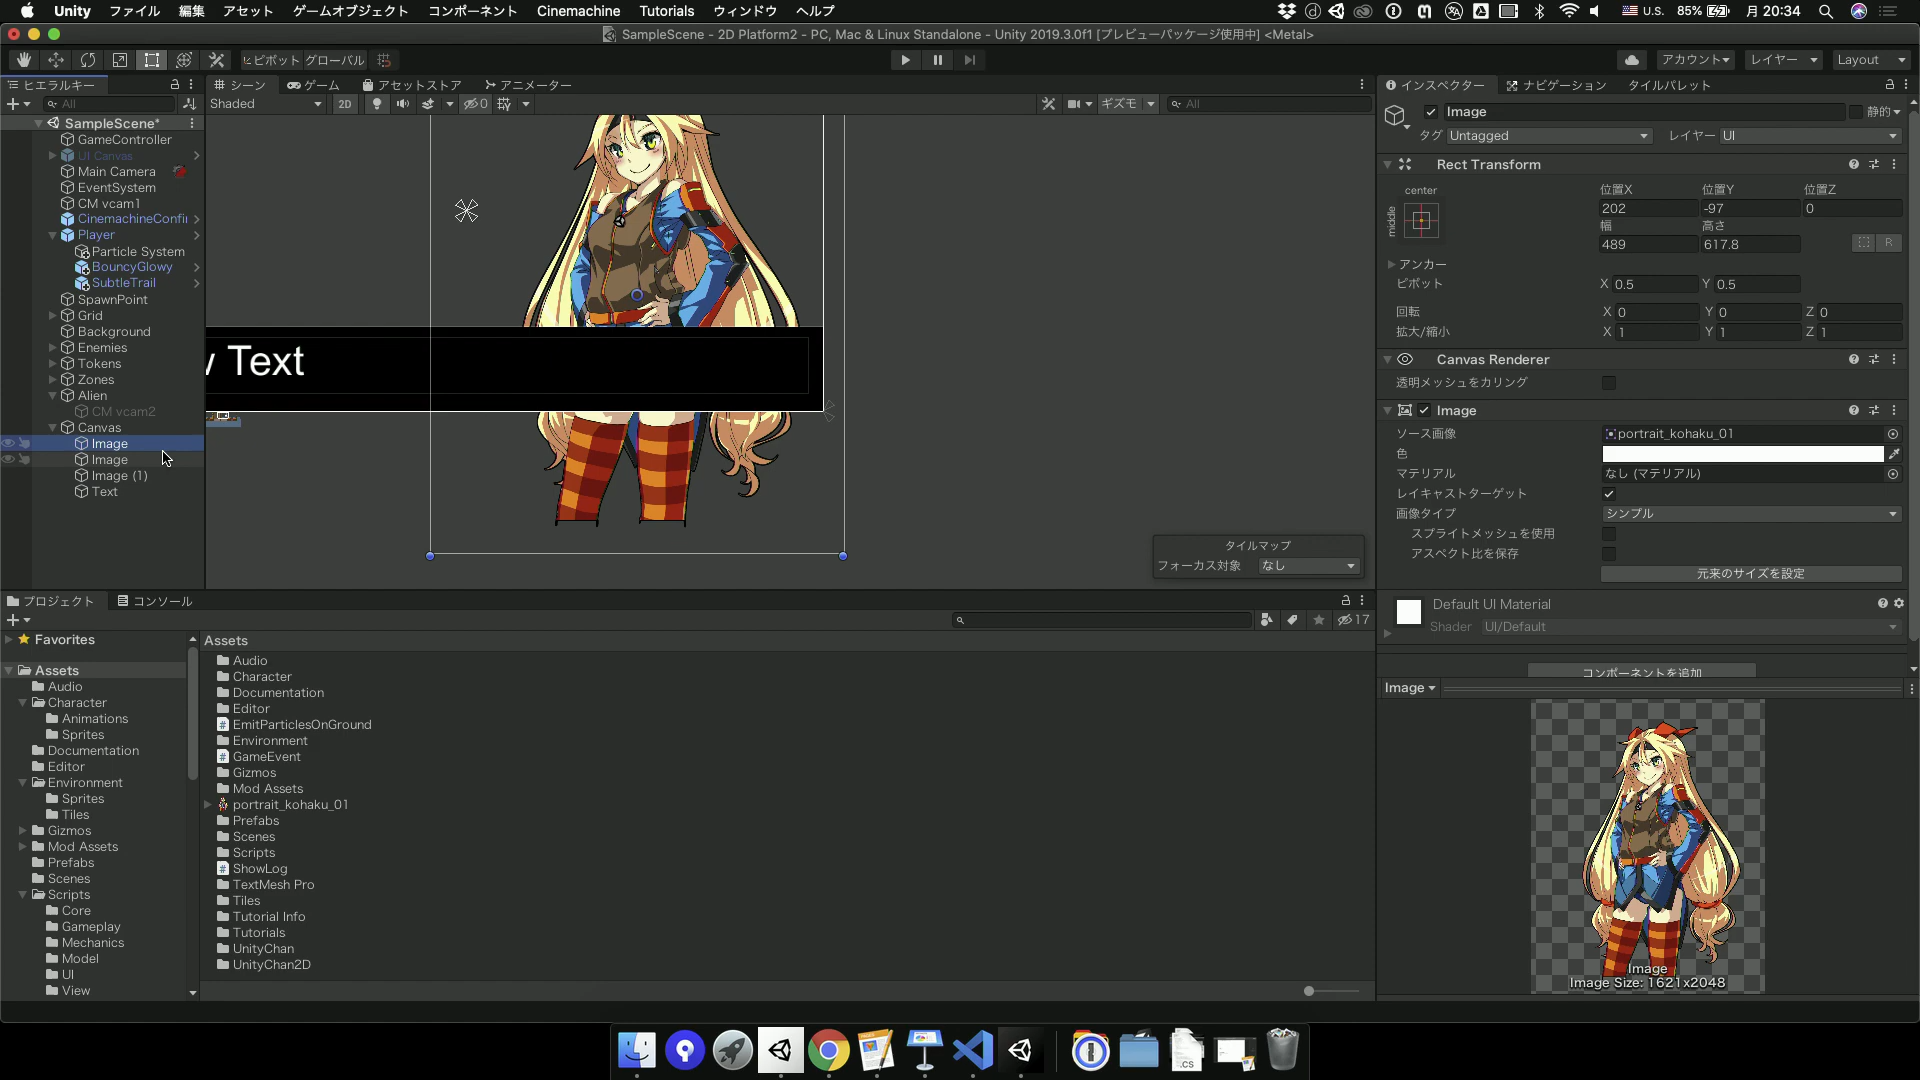 Unity ファイル 編集 アセット ゲームオブジェクト コンポーネント Cinemachine Tutorials ウィンドウ ヘルプ
U.S. 85% 月 20:34
SampleScene - 2D Platform2 - PC, Mac & Linux Standalone - Unity 2019.3.0f1 [プレビューパッケージ使用中] <Metal>
ピボット グローバル
アカウント レイヤー Layout
ヒエラルキー
All
SampleScene*
GameController
UI Canvas
Main Camera
EventSystem
CM vcam1
CinemachineConfi
Player
Particle System
BouncyGlowy
SubtleTrail
SpawnPoint
Grid
Background
Enemies
Tokens
Zones
Alien
CM vcam2
Canvas
Image
Image
Image (1)
Text
シーン ゲーム アセットストア アニメーター
Shaded 2D 0 ギズモ All
w Text
タイルマップ
フォーカス対象 なし
インスペクター ナビゲーション タイルパレット
Image 静的
タグ Untagged レイヤー UI
Rect Transform
center
middle
位置X 位置Y 位置Z
202 -97 0
幅 高さ
489 617.8 R
アンカー
ピボット X 0.5 Y 0.5
回転 X 0 Y 0 Z 0
拡大/縮小 X 1 Y 1 Z 1
Canvas Renderer
透明メッシュをカリング
Image
ソース画像 portrait_kohaku_01
色
マテリアル なし (マテリアル)
レイキャストターゲット
画像タイプ シンプル
スプライトメッシュを使用
アスペクト比を保存
元来のサイズを設定
Default UI Material
Shader UI/Default
コンポーネントを追加
Image
Image
Image Size: 1621x2048
プロジェクト コンソール
17
Favorites
Assets
Audio
Character
Animations
Sprites
Documentation
Editor
Environment
Sprites
Tiles
Gizmos
Mod Assets
Prefabs
Scenes
Scripts
Core
Gameplay
Mechanics
Model
UI
View
Assets
Audio
Character
Documentation
Editor
EmitParticlesOnGround
Environment
GameEvent
Gizmos
Mod Assets
portrait_kohaku_01
Prefabs
Scenes
Scripts
ShowLog
TextMesh Pro
Tiles
Tutorial Info
Tutorials
UnityChan
UnityChan2D
.CS